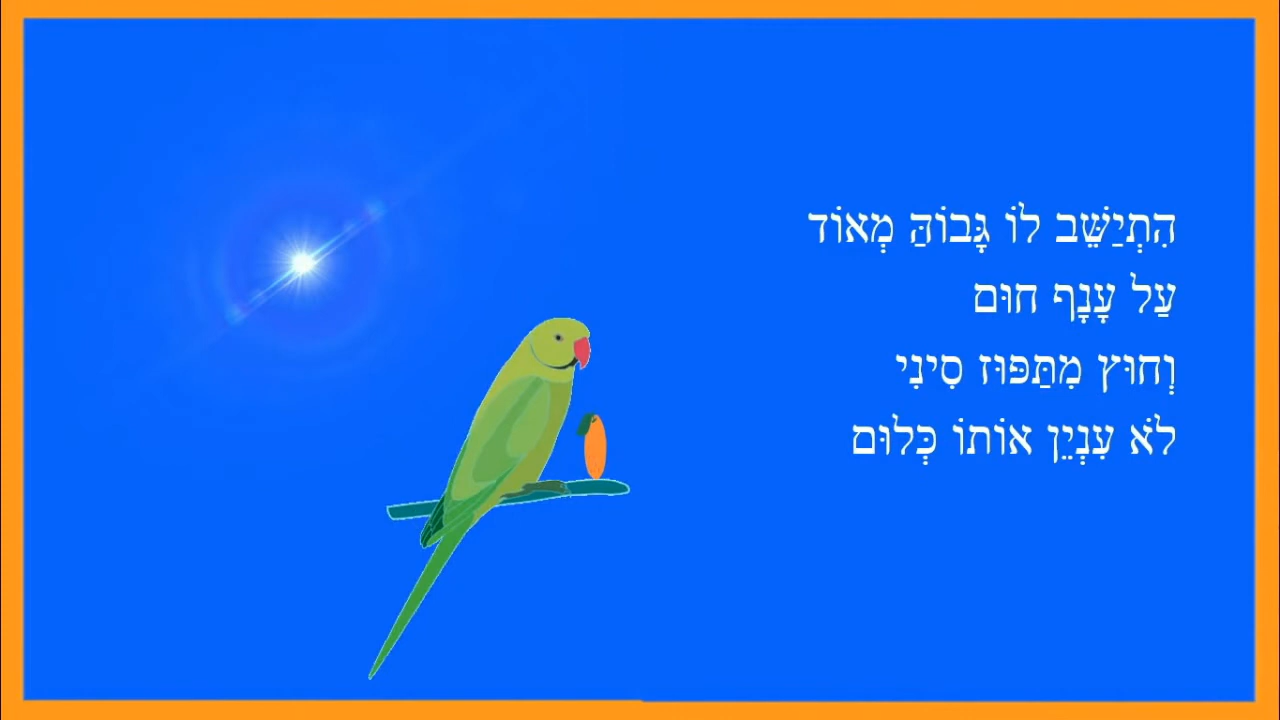 הִתְיַשֵּׁב לוֹ גָּבוֹהַּ מְאוֹד
עַל עָנָף חוּם
וְחוּץ מִתַּפּוּז סִינִי
לֹא עִנְיֵן אוֹתוֹ כְּלוּם